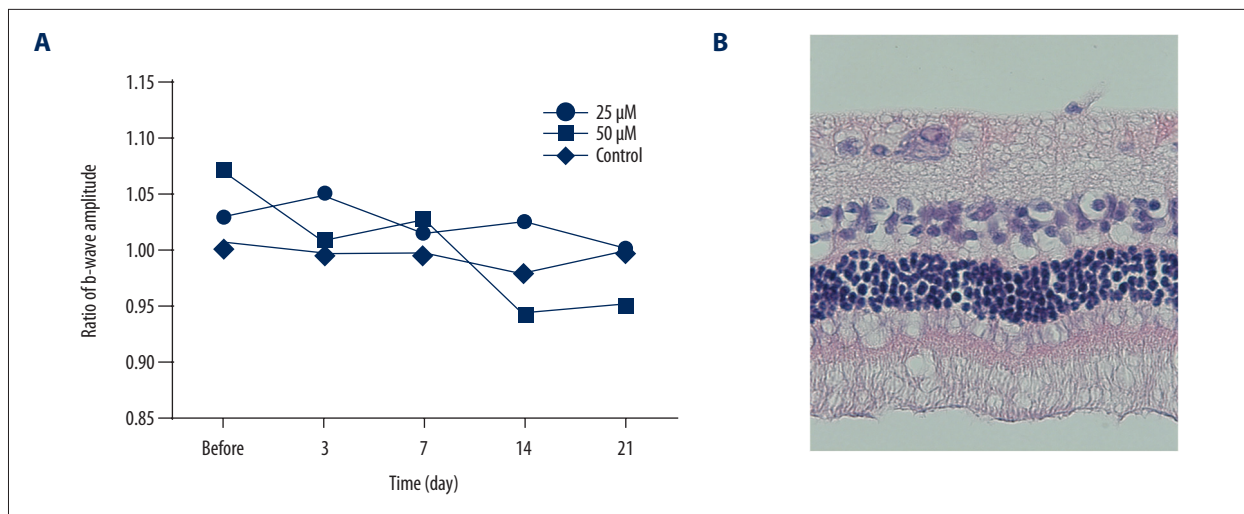 A
B
1.15
1.10
1.05
1.00
0.95
0.90
0.85
Ratio of b-wave amplitude
25 μM
50 μM
Control
Before 3 7 14 21
Time (day)